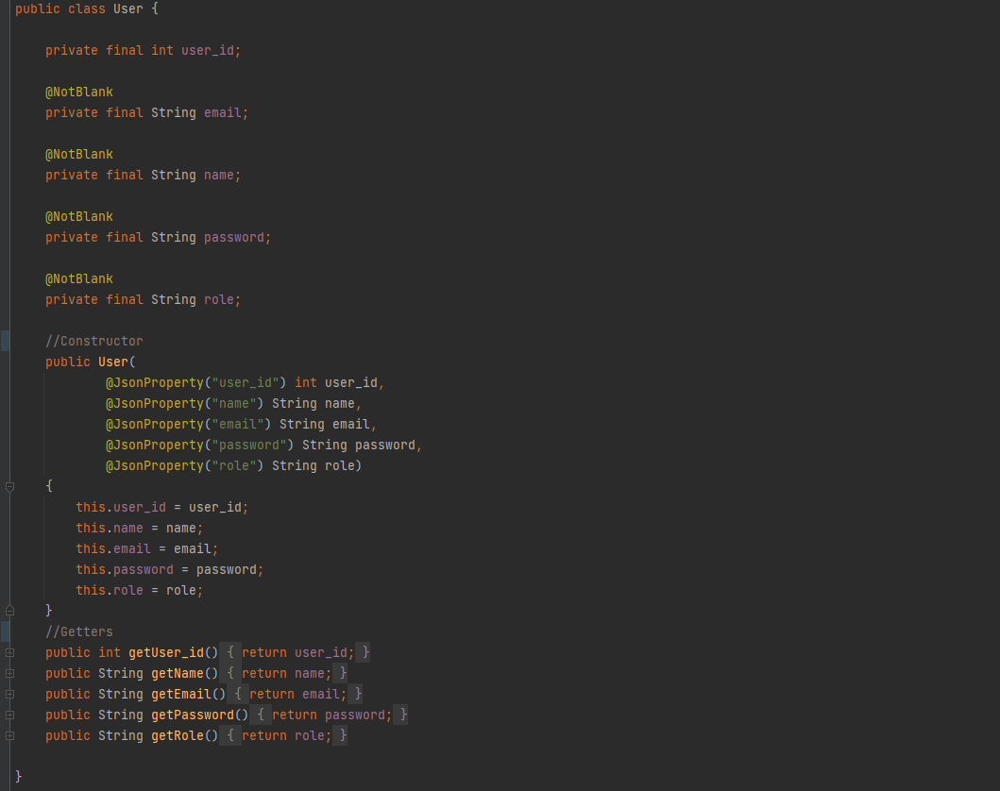 public class User {
private final int user_id;
@NotBlank
private final String email;
@NotBlank
private final String name;
@NotBlank
private final String password;
@NotBlank
private final String role;
//Constructor
public User(
@JsonProperty("user_id") int user_id,
@JsonProperty("name") String name,
@JsonProperty("email") String email,
@JsonProperty("password") String password,
@JsonProperty("role") String role)
{
this.user_id = user_id;
this.name = name;
this.email = email;
this.password = password;
this.role = role;
}
//Getters
public int getUser_id() { return user_id; }
public String getName() { return name; }
public String getEmail() { return email; }
public String getPassword() { return password; }
public String getRole() { return role; }
}